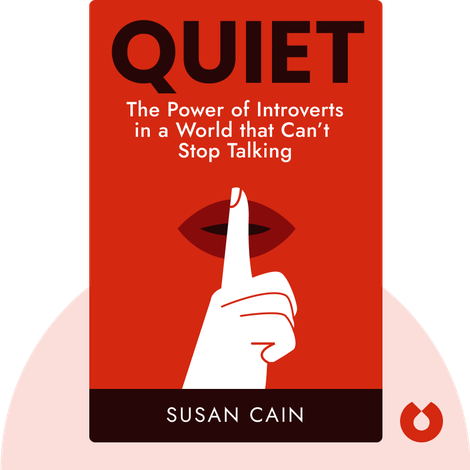 QUIET
The Power of Introverts
in a World that Can't
Stop Talking
SUSAN CAIN